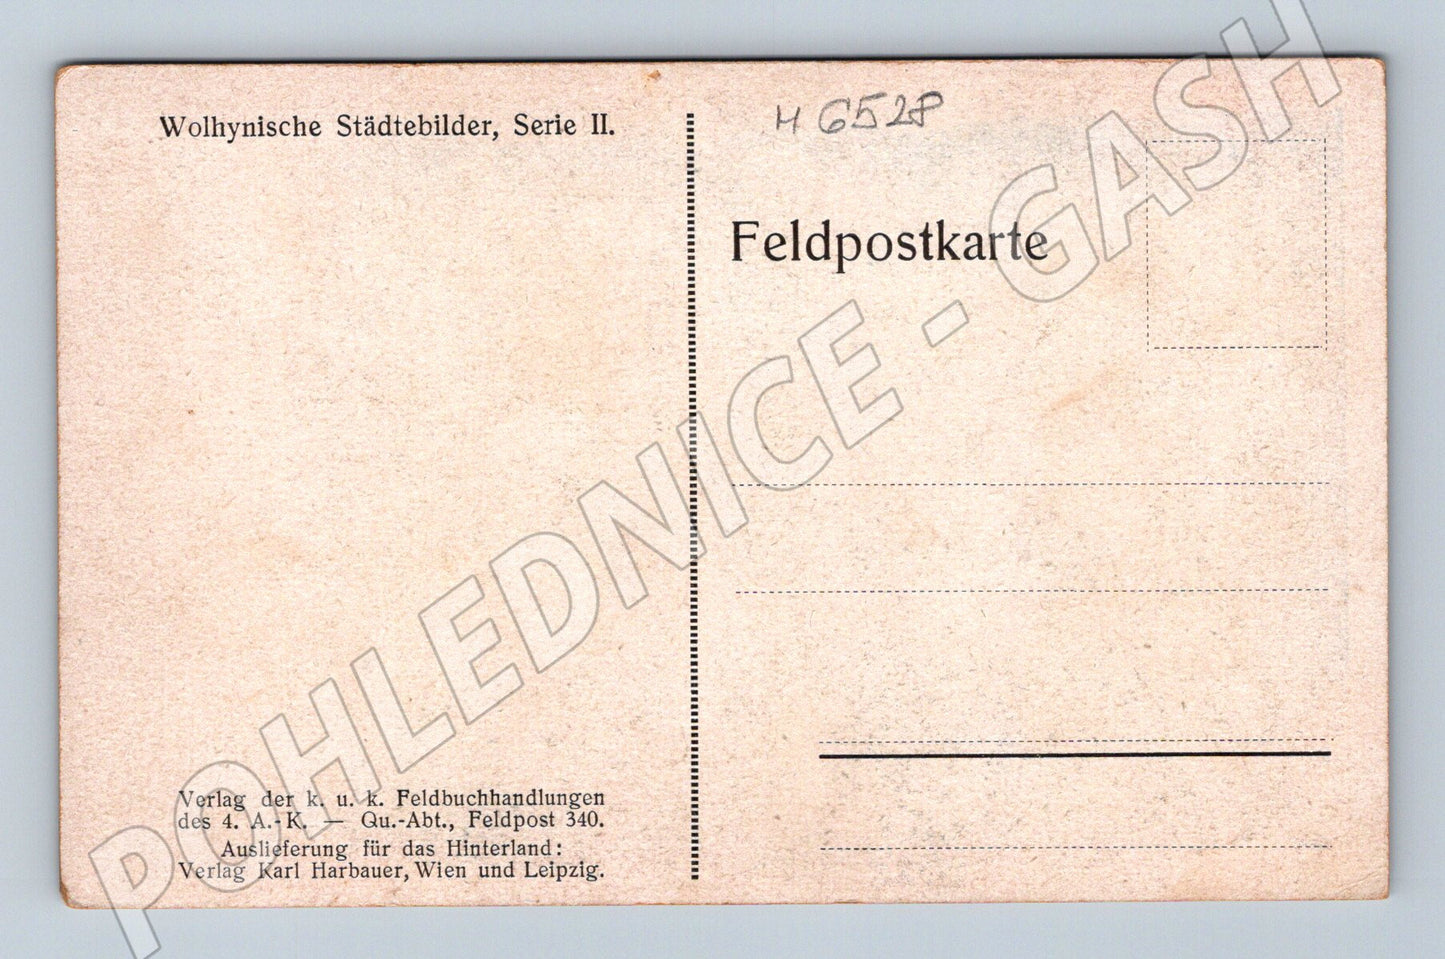 Wolhynische Städtebilder, Serie II.
H 6528
Feldpostkarte
Verlag der k. u. k. Feldbuchhandlungen
des 4. A.-K. — Qu.-Abt., Feldpost 340.
Auslieferung für das Hinterland:
Verlag Karl Harbauer, Wien und Leipzig.
POHLEDNICE - GASH